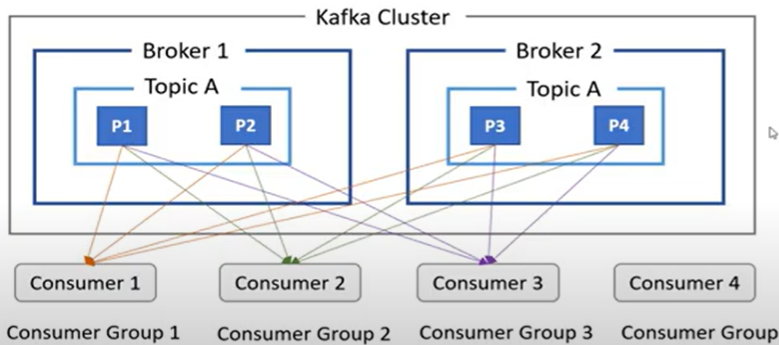 Kafka Cluster
Broker 1
Broker 2
Topic A
Topic A
P1
P2
P3
P4
Consumer 1
Consumer 2
Consumer 3
Consumer 4
Consumer Group 1
Consumer Group 2
Consumer Group 3
Consumer Group